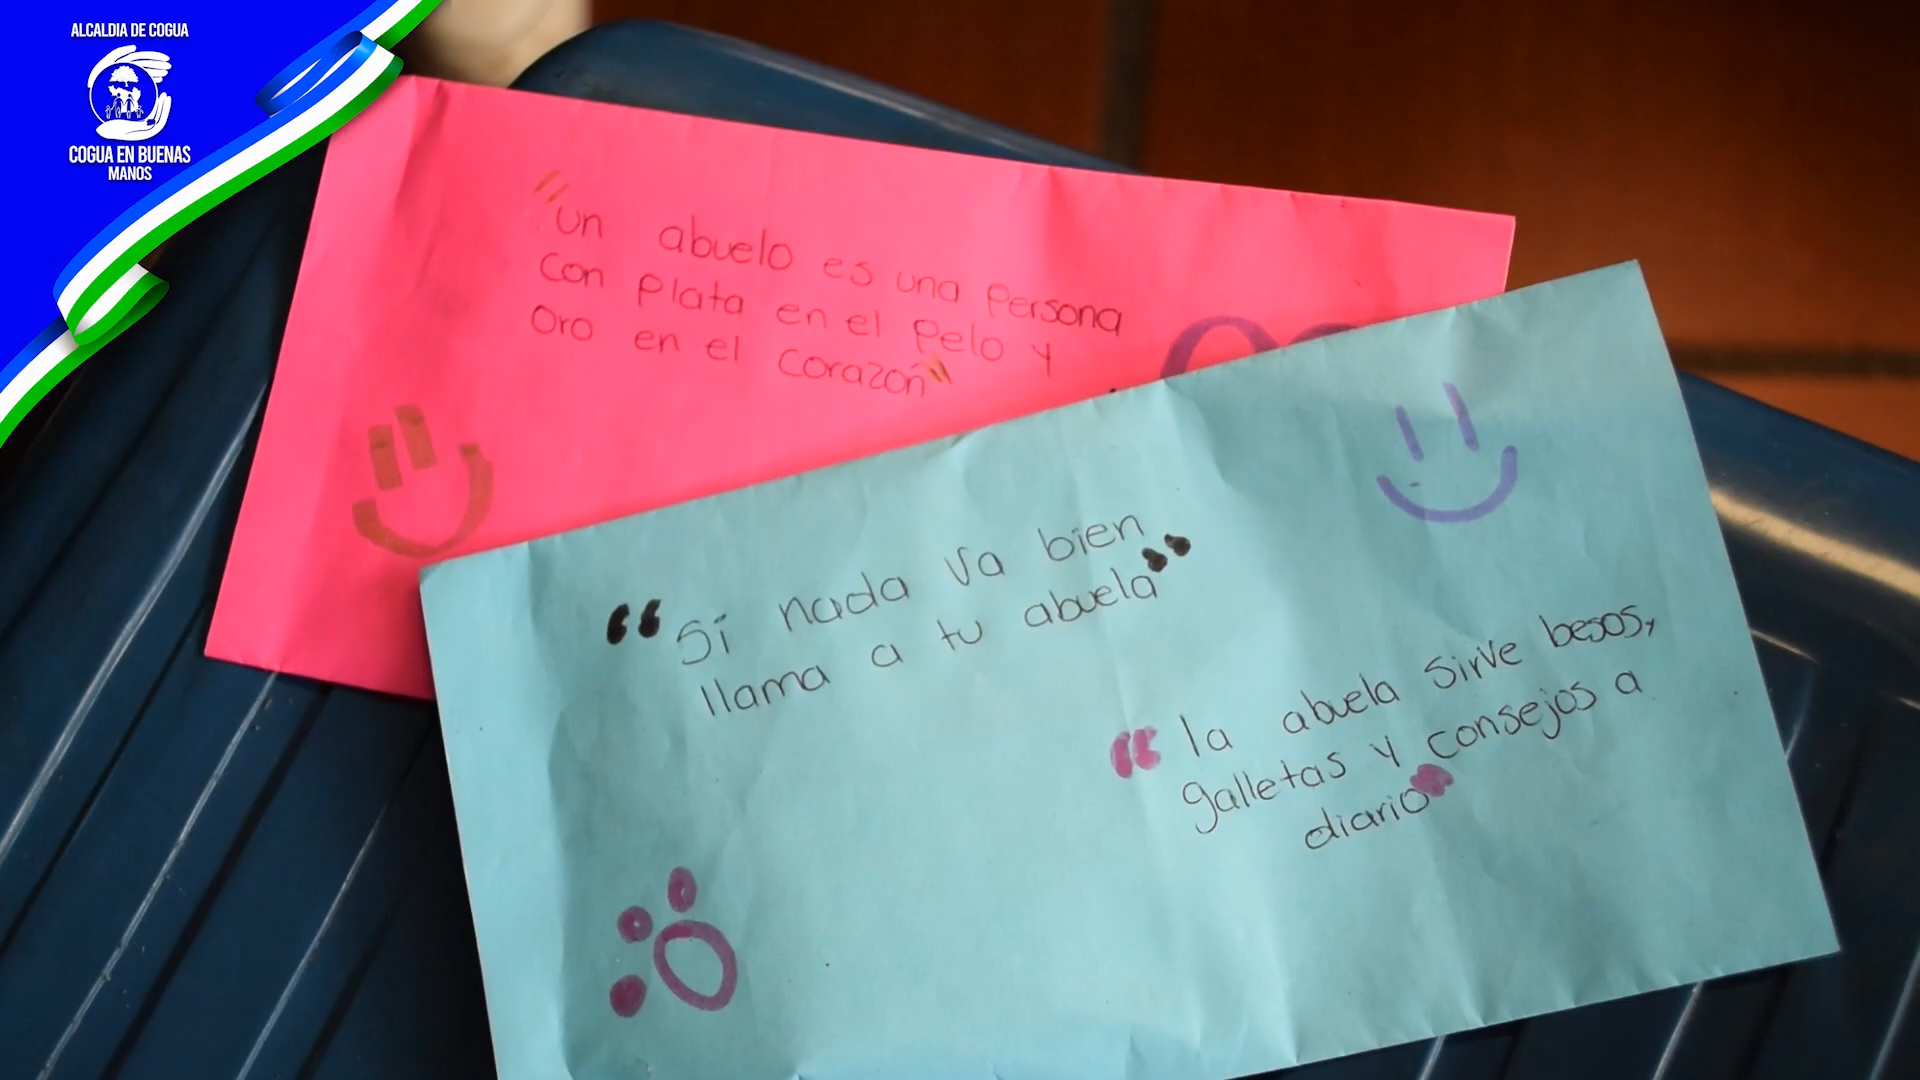 ALCALDIA DE COGUA
COGUA EN BUENAS
MANOS
"Un abuelo es una persona
con plata en el pelo y
oro en el corazón"
"Si nada va bien
llama a tu abuela"
"la abuela sirve besos,
galletas y consejos a
diario"